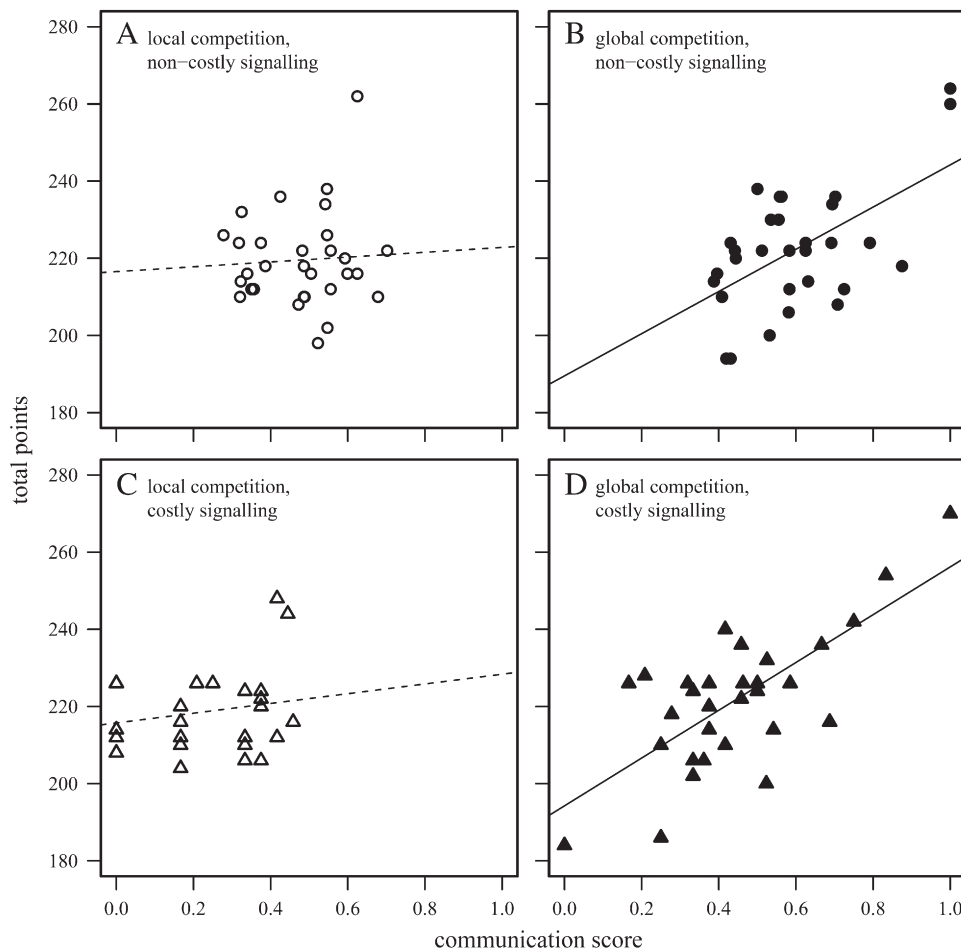 A local competition,
non−costly signalling
B global competition,
non−costly signalling
280
260
240
220
200
180
C local competition,
costly signalling
D global competition,
costly signalling
280
260
240
220
200
180
total points
0.0 0.2 0.4 0.6 0.8 1.0
0.0 0.2 0.4 0.6 0.8 1.0
communication score